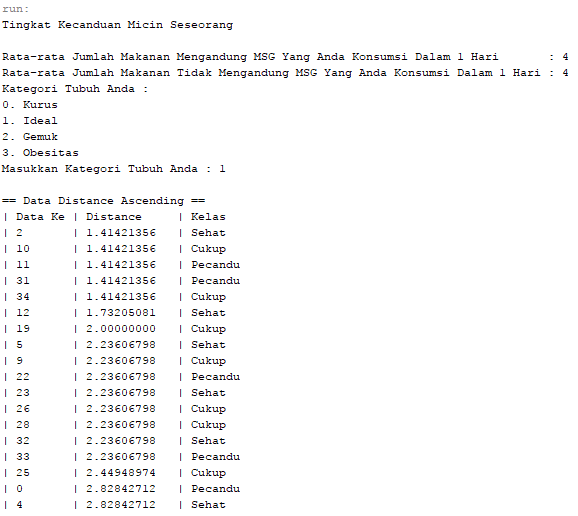 run:
Tingkat Kecanduan Micin Seseorang
Rata-rata Jumlah Makanan Mengandung MSG Yang Anda Konsumsi Dalam 1 Hari : 4
Rata-rata Jumlah Makanan Tidak Mengandung MSG Yang Anda Konsumsi Dalam 1 Hari : 4
Kategori Tubuh Anda :
0. Kurus
1. Ideal
2. Gemuk
3. Obesitas
Masukkan Kategori Tubuh Anda : 1
== Data Distance Ascending ==
| Data Ke | Distance | Kelas
| 2 | 1.41421356 | Sehat
| 10 | 1.41421356 | Cukup
| 11 | 1.41421356 | Pecandu
| 31 | 1.41421356 | Pecandu
| 34 | 1.41421356 | Cukup
| 12 | 1.73205081 | Sehat
| 19 | 2.00000000 | Cukup
| 5 | 2.23606798 | Sehat
| 9 | 2.23606798 | Cukup
| 22 | 2.23606798 | Pecandu
| 23 | 2.23606798 | Sehat
| 26 | 2.23606798 | Cukup
| 28 | 2.23606798 | Cukup
| 32 | 2.23606798 | Sehat
| 33 | 2.23606798 | Pecandu
| 25 | 2.44948974 | Cukup
| 0 | 2.82842712 | Pecandu
| 4 | 2.82842712 | Sehat